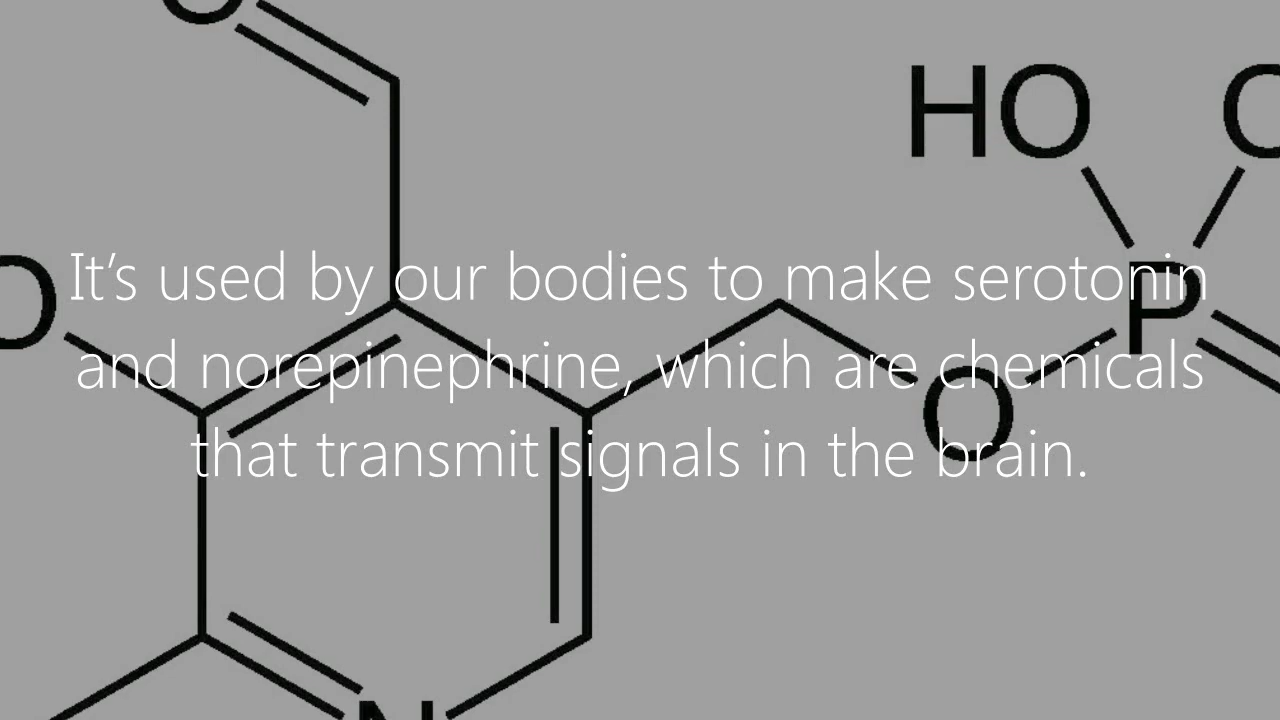 O
HO
O
It’s used by our bodies to make serotonin
and norepinephrine, which are chemicals
that transmit signals in the brain.
O
P
O
N